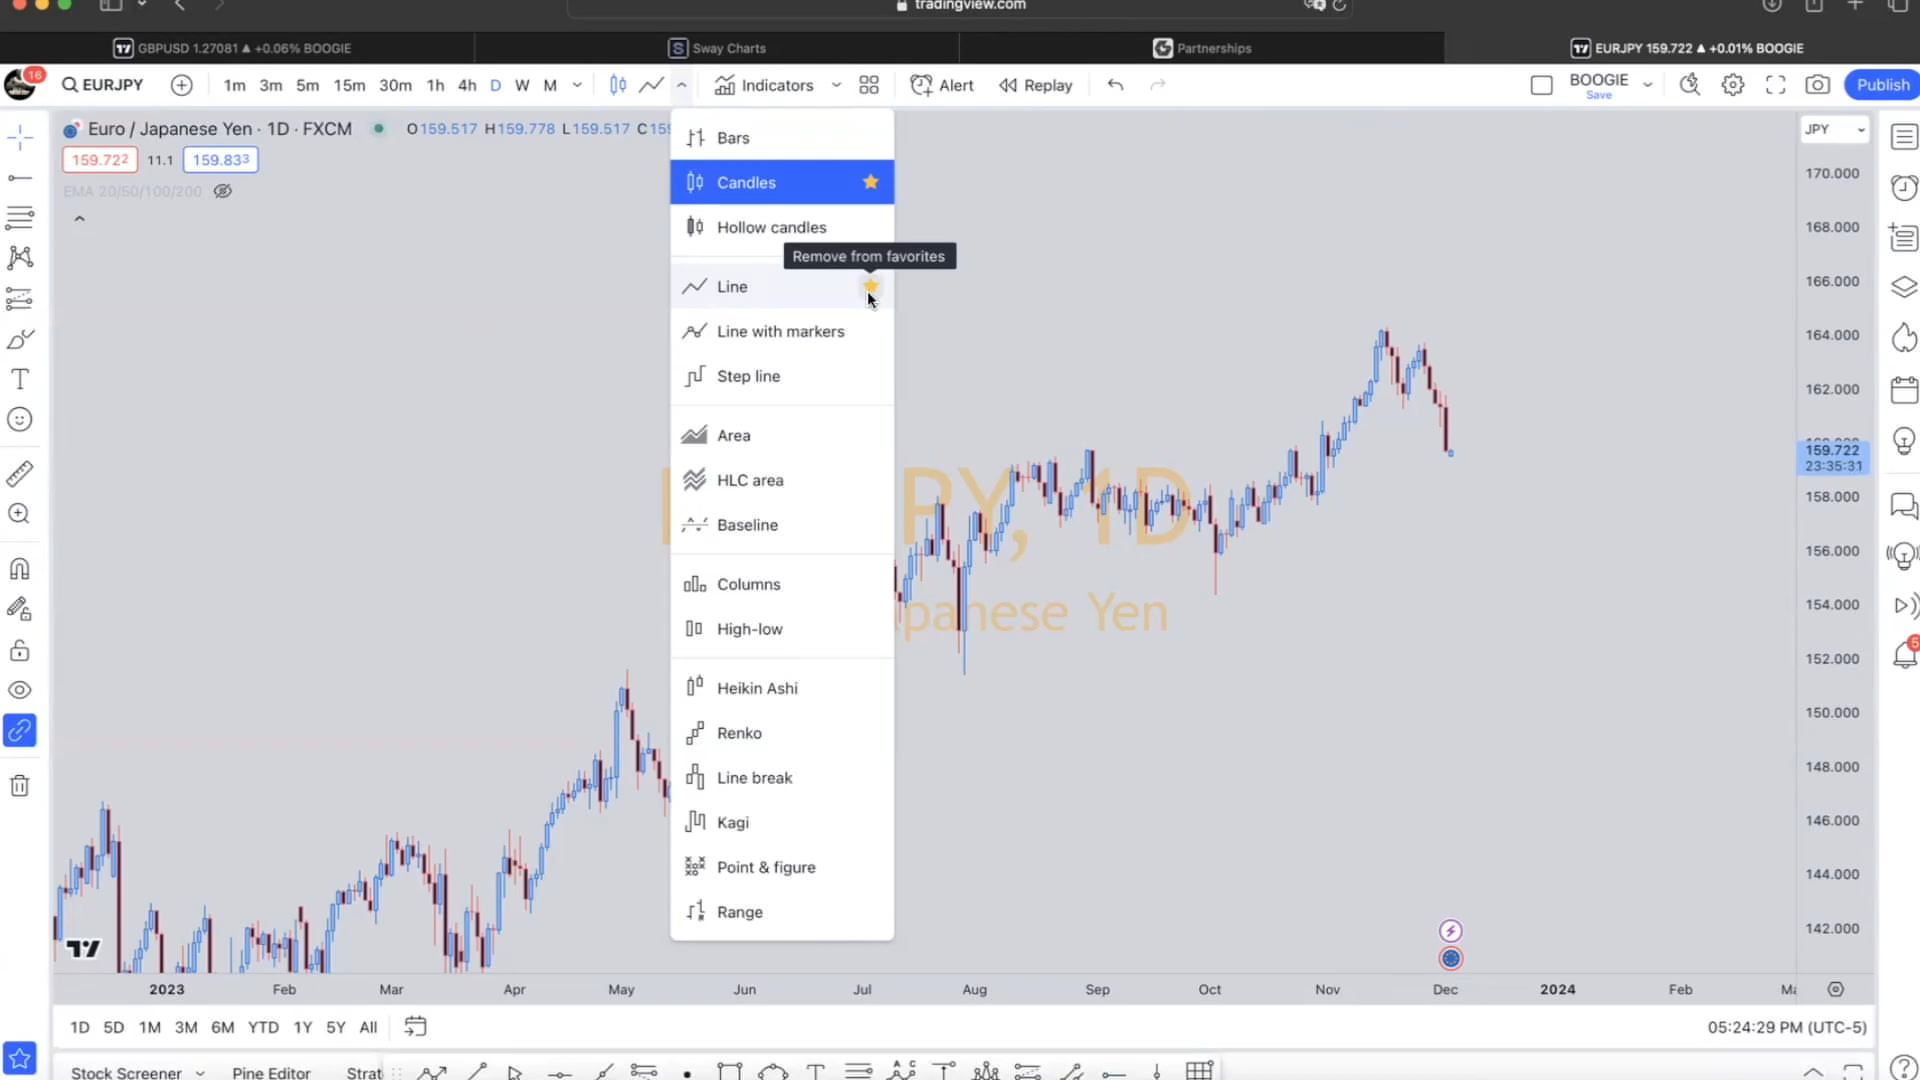 tradingview.com
GBPUSD 1.27081 ▲ +0.06% BOOGIE
Sway Charts
Partnerships
EURJPY 159.722 ▲ +0.01% BOOGIE
16
EURJPY
1m 3m 5m 15m 30m 1h 4h D W M
Indicators
Alert
Replay
BOOGIE
Save
Publish
Euro / Japanese Yen · 1D · FXCM
O159.517 H159.778 L159.517 C159
JPY
159.722 11.1 159.833
EMA 20/50/100/200
Bars
Candles
Hollow candles
Remove from favorites
Line
Line with markers
Step line
Area
HLC area
Baseline
Columns
High-low
Heikin Ashi
Renko
Line break
Kagi
Point & figure
Range
PY, 1D
panese Yen
170.000
168.000
166.000
164.000
162.000
159.722
23:35:31
158.000
156.000
154.000
152.000
150.000
148.000
146.000
144.000
142.000
5
2023 Feb Mar Apr May Jun Jul Aug Sep Oct Nov Dec 2024 Feb
1D 5D 1M 3M 6M YTD 1Y 5Y All
05:24:29 PM (UTC-5)
Stock Screener
Pine Editor
Strat